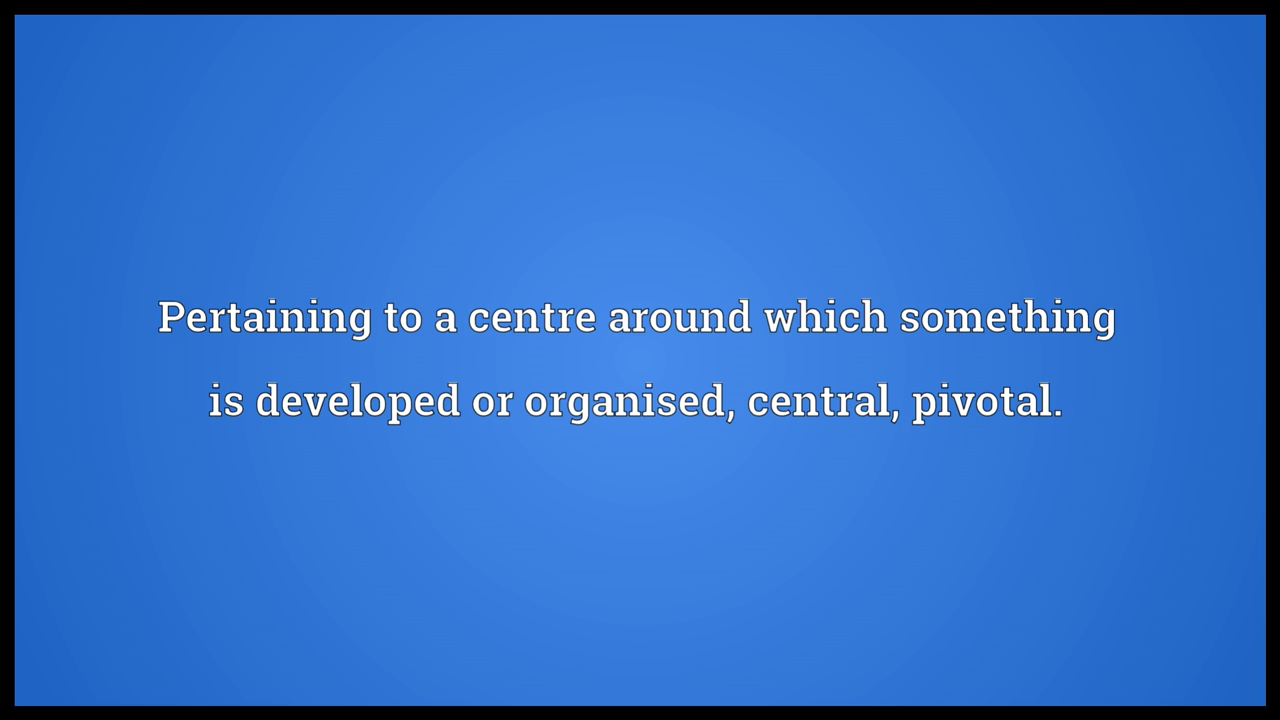 Pertaining to a centre around which something
is developed or organised, central, pivotal.